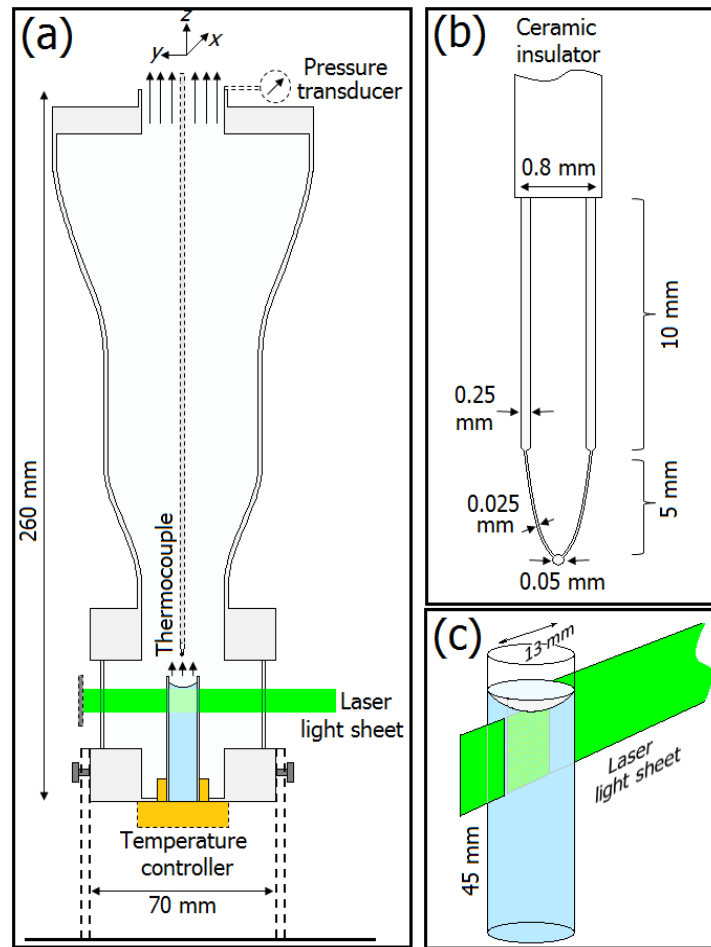 (a)
z
y
x
Pressure
transducer
260 mm
Thermocouple
Laser
light sheet
Temperature
controller
70 mm
(b)
Ceramic
insulator
0.8 mm
10 mm
0.25
mm
0.025
mm
5 mm
0.05 mm
(c)
13-mm
Laser
light sheet
45 mm